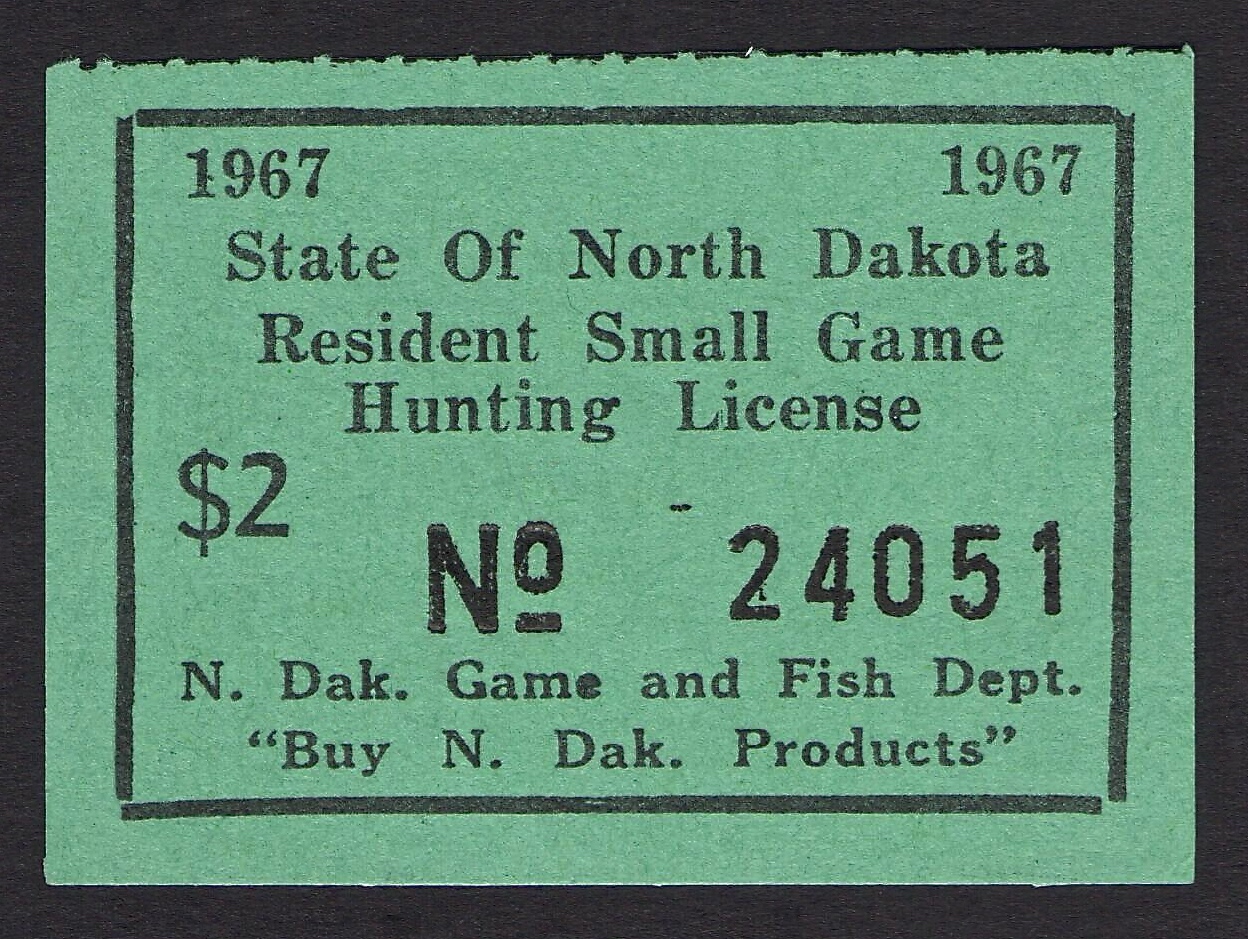 1967 1967
State Of North Dakota
Resident Small Game
Hunting License
$2
Nº 24051
N. Dak. Game and Fish Dept.
“Buy N. Dak. Products”